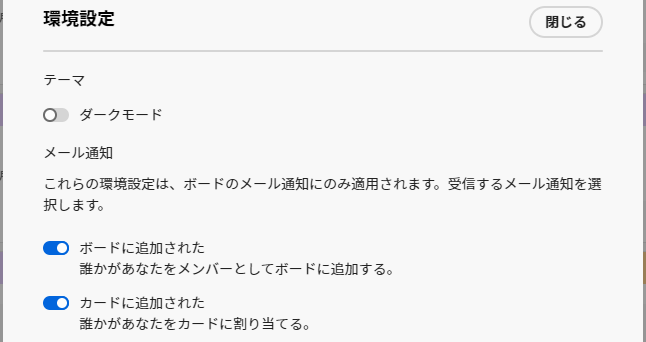 環境設定
閉じる
テーマ
ダークモード
メール通知
これらの環境設定は、ボードのメール通知にのみ適用されます。受信するメール通知を選
択します。
ボードに追加された
誰かがあなたをメンバーとしてボードに追加する。
カードに追加された
誰かがあなたをカードに割り当てる。